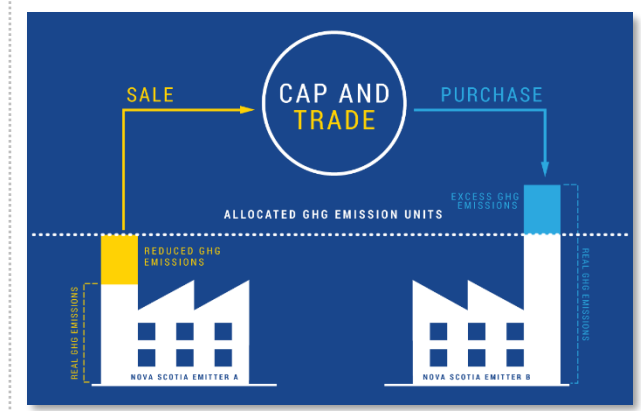 SALE
CAP AND
TRADE
PURCHASE
EXCESS GHG
EMISSIONS
ALLOCATED GHG EMISSION UNITS
REDUCED GHG
EMISSIONS
REAL GHG EMISSIONS
REAL GHG EMISSIONS
NOVA SCOTIA EMITTER A
NOVA SCOTIA EMITTER B